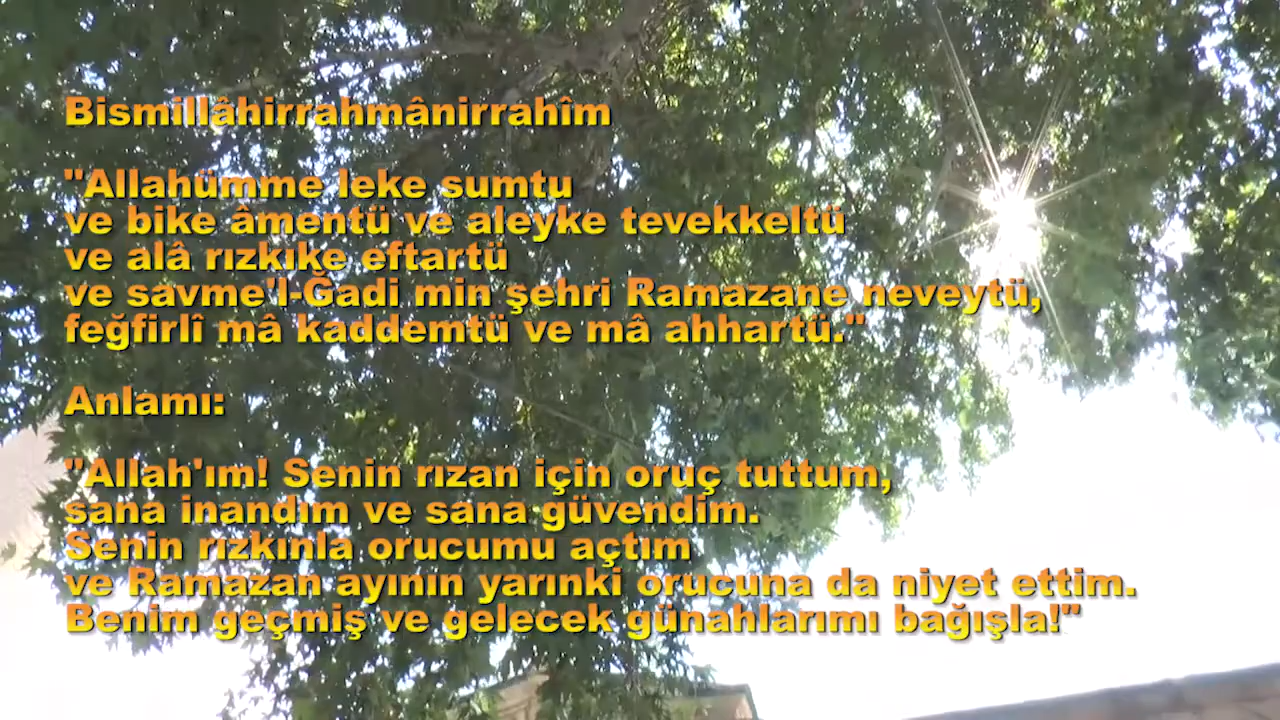 Bismillâhirrahmânirrahîm
"Allahümme leke sumtu
ve bike âmentü ve aleyke tevekkeltü
ve alâ rızkıke eftartü
ve savme'l-Ğadi min şehri Ramazane neveytü,
feğfirlî mâ kaddemtü ve mâ ahhartü."
Anlamı:
"Allah'ım! Senin rızan için oruç tuttum,
sana inandım ve sana güvendim.
Senin rızkınla orucumu açtım
ve Ramazan ayının yarınki orucuna da niyet ettim.
Benim geçmiş ve gelecek günahlarımı bağışla!"